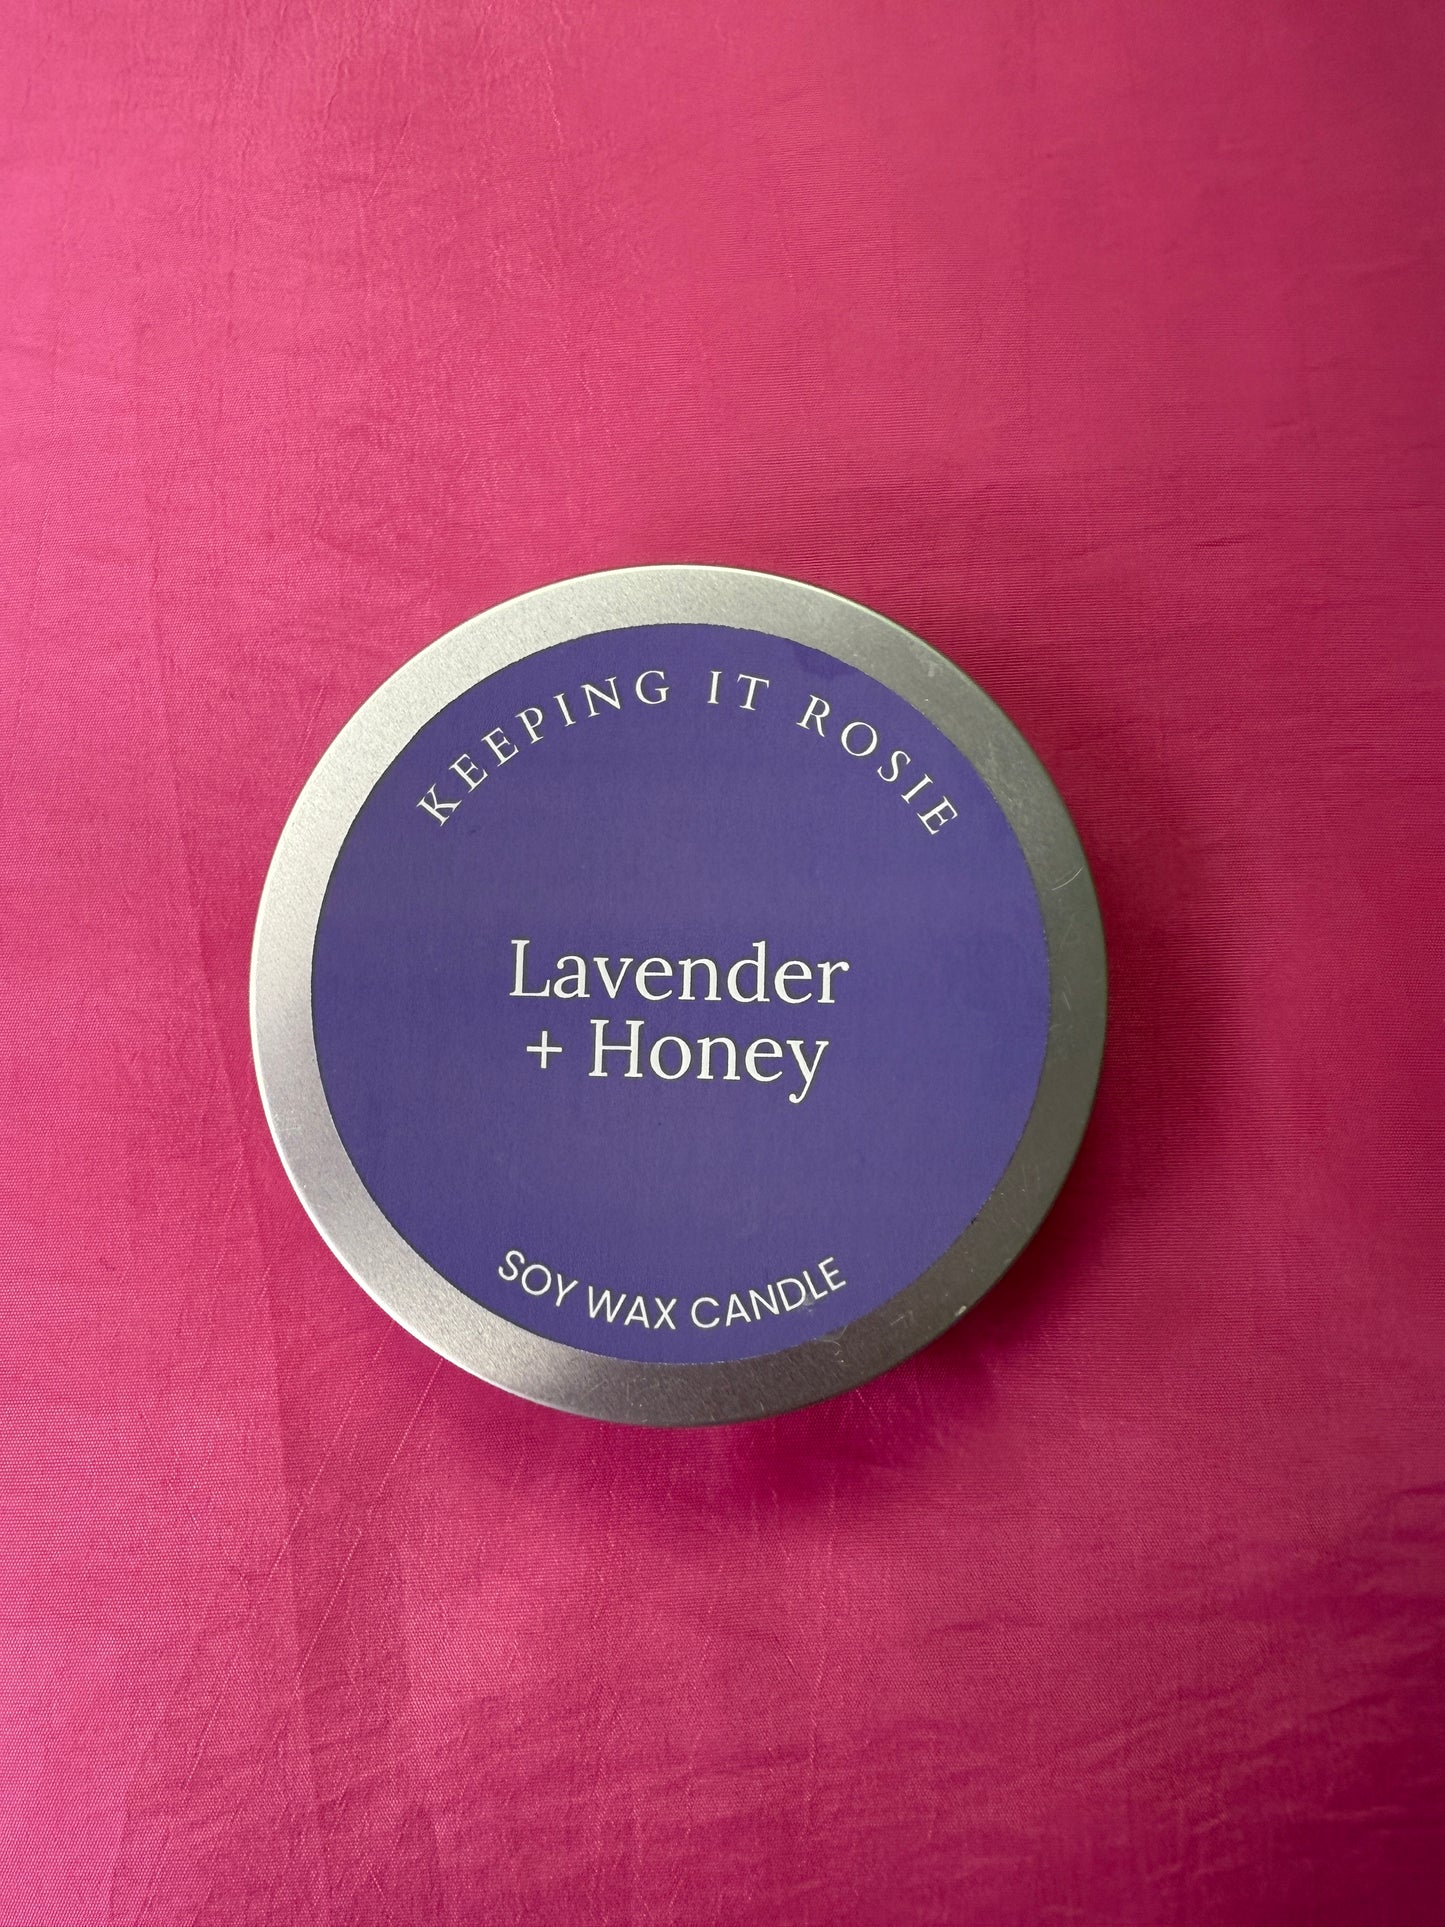 KEEPING IT ROSIE
Lavender
+ Honey
SOY WAX CANDLE